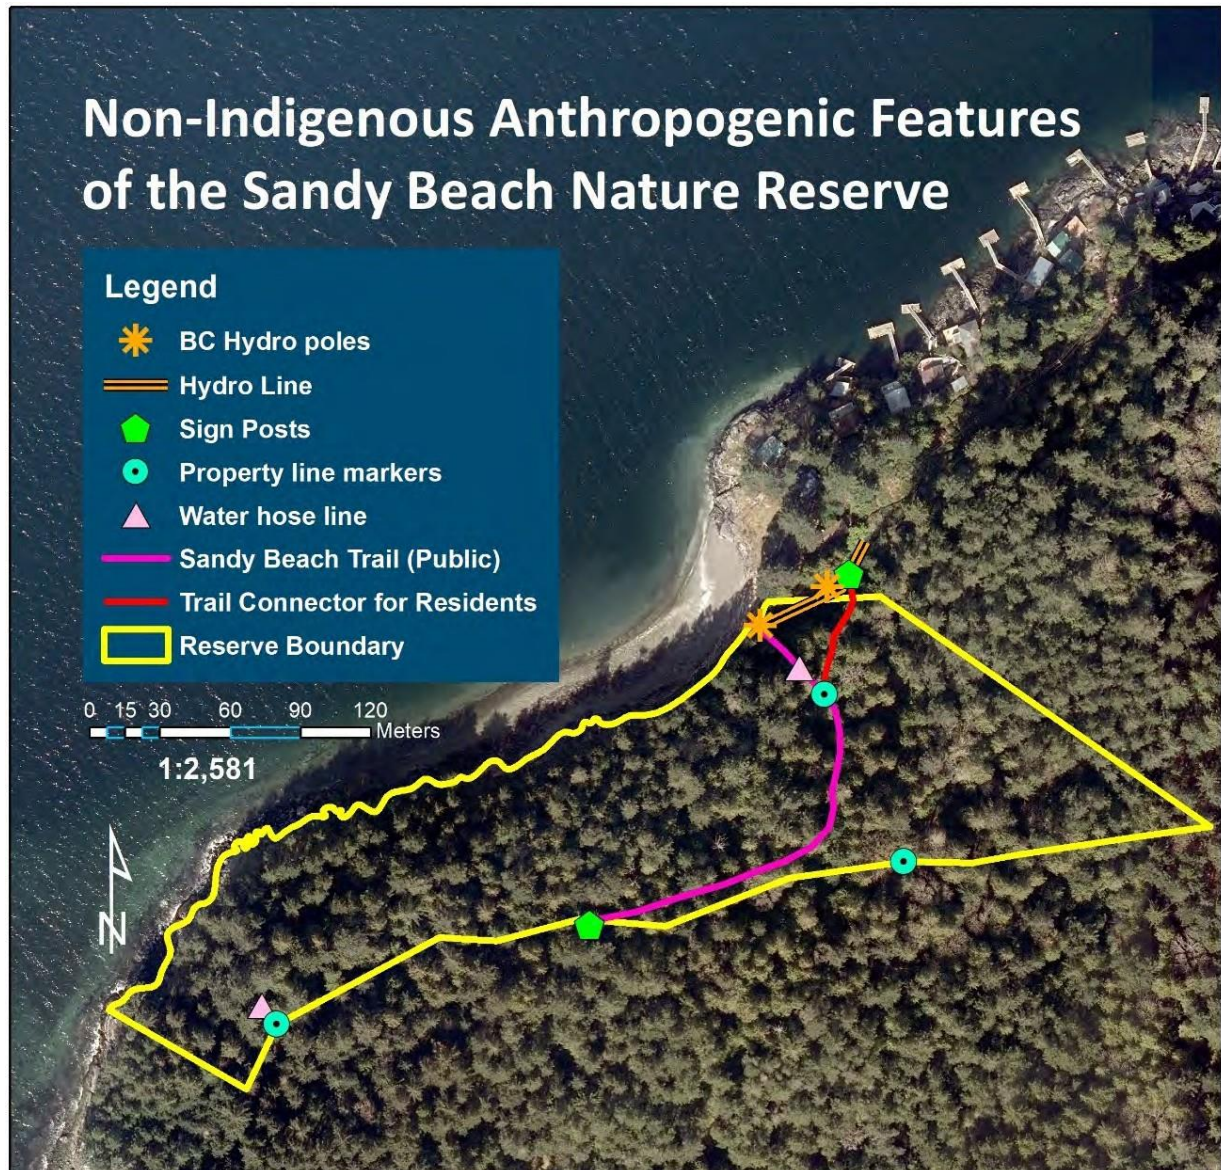 Non-Indigenous Anthropogenic Features
of the Sandy Beach Nature Reserve
Legend
BC Hydro poles
Hydro Line
Sign Posts
Property line markers
Water hose line
Sandy Beach Trail (Public)
Trail Connector for Residents
Reserve Boundary
0 15 30 60 90 120
Meters
1:2,581
N